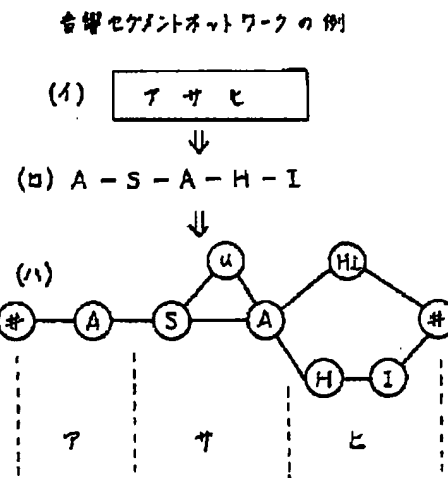 音響セグメントネットワークの例
(イ) アサヒ
⇓
(ロ) A-S-A-H-I
⇓
(ハ)
u HI
# A S A #
H I
ア サ ヒ